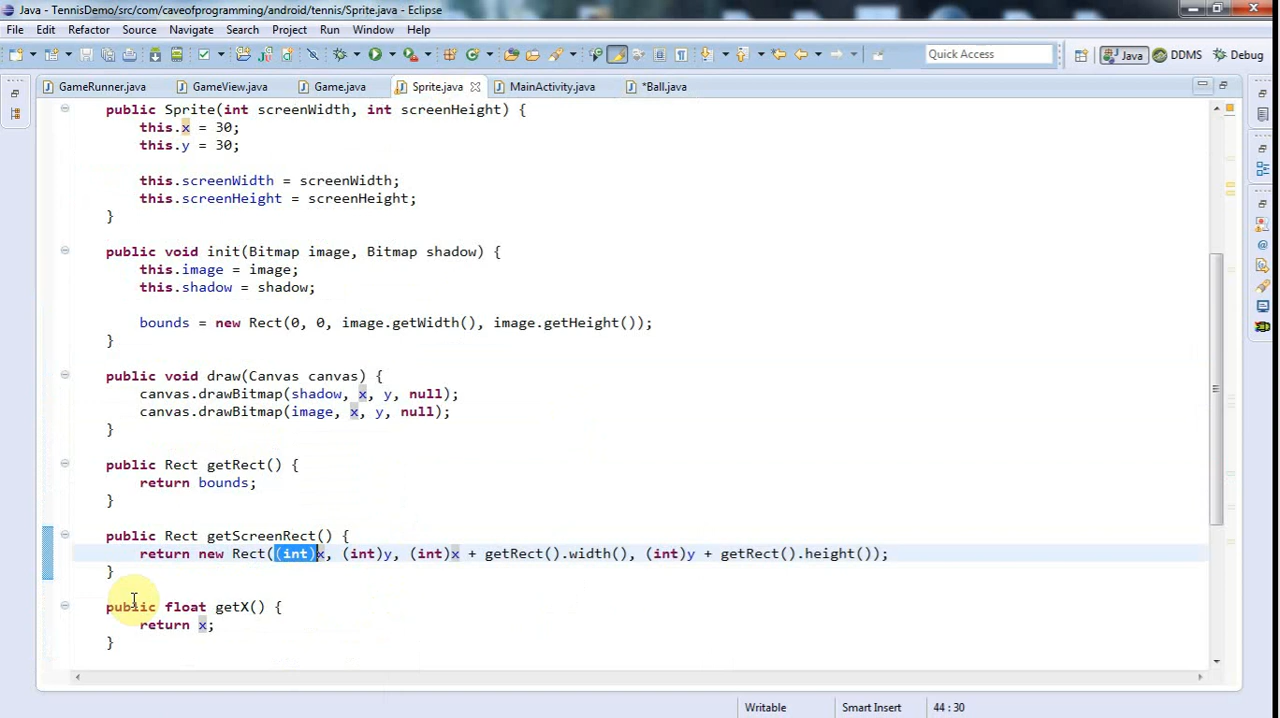 Java - TennisDemo/src/com/caveofprogramming/android/tennis/Sprite.java - Eclipse
File Edit Refactor Source Navigate Search Project Run Window Help
Quick Access Java DDMS Debug
GameRunner.java GameView.java Game.java Sprite.java MainActivity.java *Ball.java
public Sprite(int screenWidth, int screenHeight) {
this.x = 30;
this.y = 30;
this.screenWidth = screenWidth;
this.screenHeight = screenHeight;
}
public void init(Bitmap image, Bitmap shadow) {
this.image = image;
this.shadow = shadow;
bounds = new Rect(0, 0, image.getWidth(), image.getHeight());
}
public void draw(Canvas canvas) {
canvas.drawBitmap(shadow, x, y, null);
canvas.drawBitmap(image, x, y, null);
}
public Rect getRect() {
return bounds;
}
public Rect getScreenRect() {
return new Rect((int)x, (int)y, (int)x + getRect().width(), (int)y + getRect().height());
}
public float getX() {
return x;
}
Writable Smart Insert 44 : 30